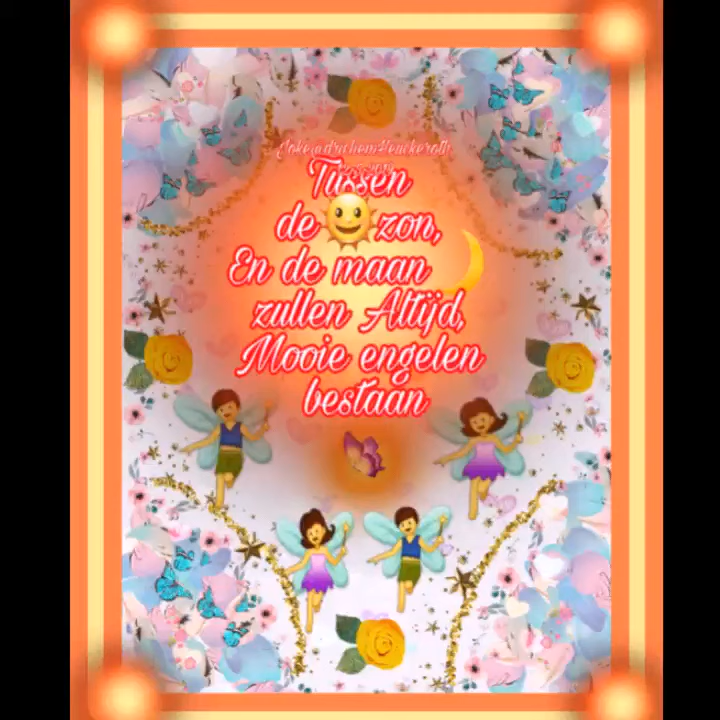 Tussen
de zon,
En de maan
zullen Altijd,
Mooie engelen
bestaan